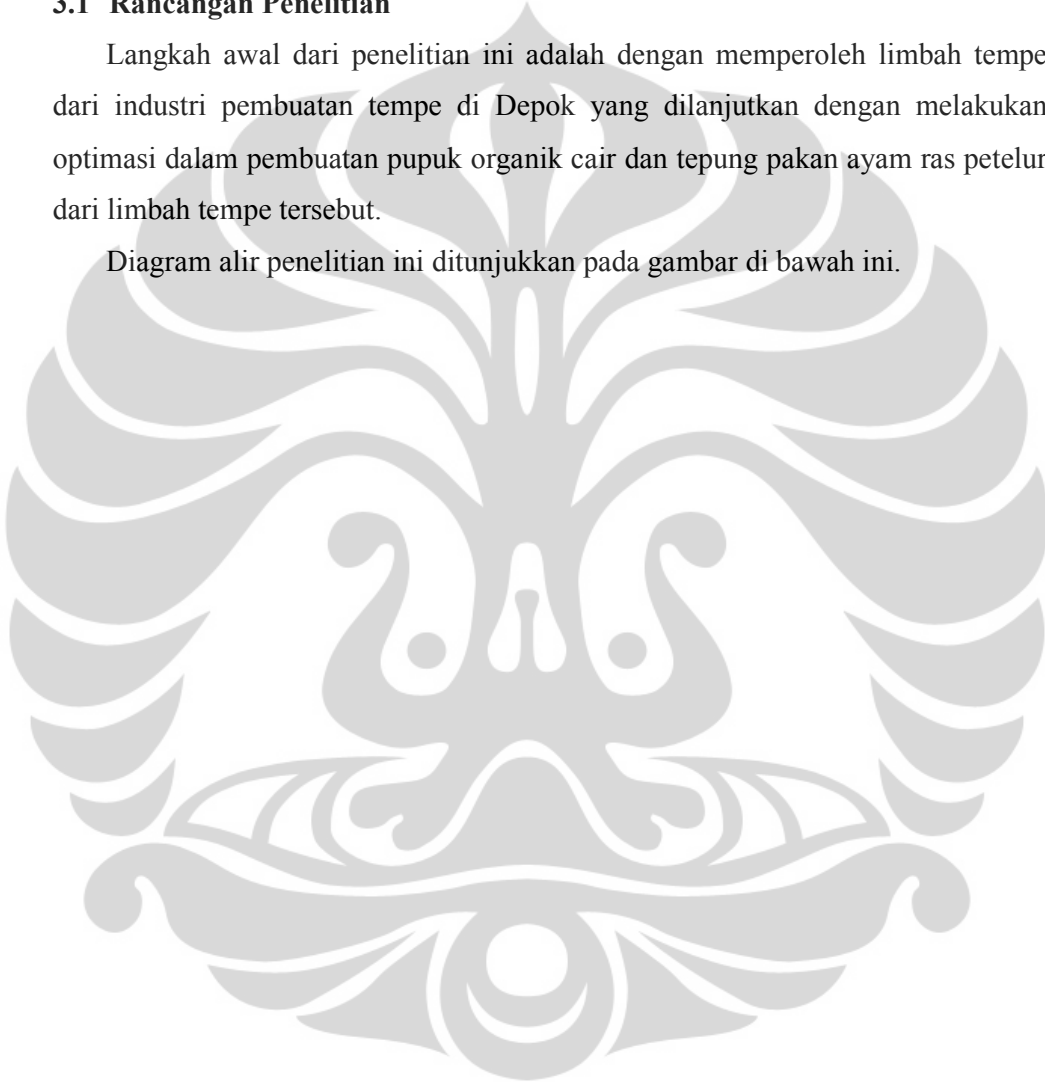 3.1 Rancangan Penelitian
Langkah awal dari penelitian ini adalah dengan memperoleh limbah tempe
dari industri pembuatan tempe di Depok yang dilanjutkan dengan melakukan
optimasi dalam pembuatan pupuk organik cair dan tepung pakan ayam ras petelur
dari limbah tempe tersebut.
Diagram alir penelitian ini ditunjukkan pada gambar di bawah ini.